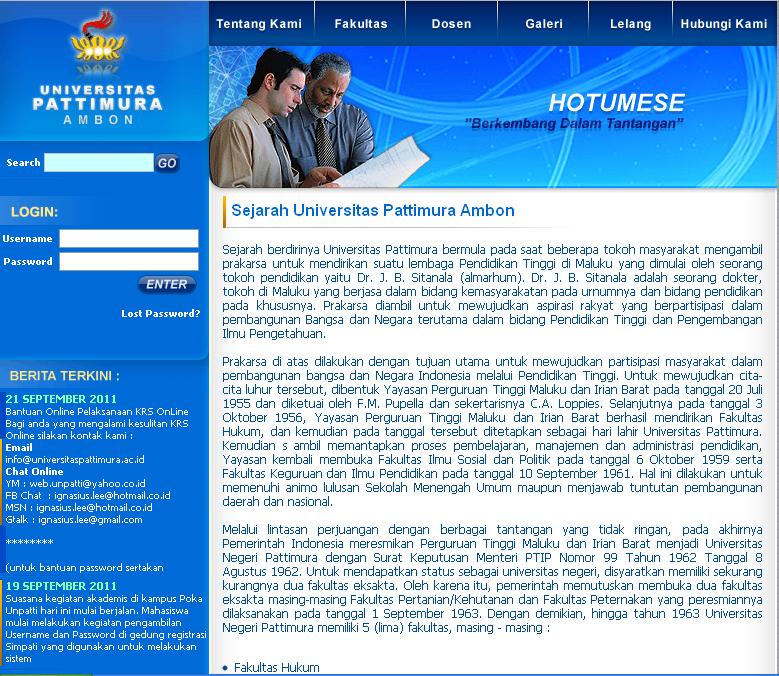 UNIVERSITAS
PATTIMURA
AMBON
Tentang Kami
Fakultas
Dosen
Galeri
Lelang
Hubungi Kami
HOTUMESE
"Berkembang Dalam Tantangan"
Search GO
LOGIN:
Username
Password
ENTER
Lost Password?
BERITA TERKINI :
21 SEPTEMBER 2011
Bantuan Online Pelaksanaan KRS OnLine
Bagi anda yang mengalami kesulitan KRS
Online silakan kontak kami :
Email
info@universitaspattimura.ac.id
Chat Online
YM : web.unpatti@yahoo.co.id
FB Chat : ignasius.lee@hotmail.co.id
MSN : ignasius.lee@hotmail.co.id
Gtalk : ignasius.lee@gmail.com
********
(untuk bantuan password sertakan
19 SEPTEMBER 2011
Suasana kegiatan akademis di kampus Poka
Unpatti hari ini mulai berjalan. Mahasiswa
mulai melakukan kegiatan pengambilan
Username dan Password di gedung registrasi
Simpati yang digunakan untuk melakukan
sistem
Sejarah Universitas Pattimura Ambon
Sejarah berdirinya Universitas Pattimura bermula pada saat beberapa tokoh masyarakat mengambil
prakarsa untuk mendirikan suatu lembaga Pendidikan Tinggi di Maluku yang dimulai oleh seorang
tokoh pendidikan yaitu Dr. J. B. Sitanala (almarhum). Dr. J. B. Sitanala adalah seorang dokter,
tokoh di Maluku yang berjasa dalam bidang kemasyarakatan pada urnumnya dan bidang pendidikan
pada khususnya. Prakarsa diambil untuk mewujudkan aspirasi rakyat yang berpartisipasi dalam
pembangunan Bangsa dan Negara terutama dalam bidang Pendidikan Tinggi dan Pengembangan
Ilmu Pengetahuan.
Prakarsa di atas dilakukan dengan tujuan utama untuk mewujudkan partisipasi masyarakat dalam
pembangunan bangsa dan Negara Indonesia melalui Pendidikan Tinggi. Untuk mewujudkan cita-
cita luhur tersebut, dibentuk Yayasan Perguruan Tinggi Maluku dan Irian Barat pada tanggal 20 Juli
1955 dan diketuai oleh F.M. Pupella dan sekertarisnya C.A. Loppies. Selanjutnya pada tanggal 3
Oktober 1956, Yayasan Perguruan Tinggi Maluku dan Irian Barat berhasil mendirikan Fakultas
Hukum, dan kemudian pada tanggal tersebut ditetapkan sebagai hari lahir Universitas Pattimura.
Kemudian s ambil memantapkan proses pembelajaran, manajemen dan administrasi pendidikan,
Yayasan kembali membuka Fakultas Ilmu Sosial dan Politik pada tanggal 6 Oktober 1959 serta
Fakultas Keguruan dan Ilmu Pendidikan pada tanggal 10 September 1961. Hal ini dilakukan untuk
memenuhi animo lulusan Sekolah Menengah Umum maupun menjawab tuntutan pembangunan
daerah dan nasional.
Melalui lintasan perjuangan dengan berbagai tantangan yang tidak ringan, pada akhirnya
Pemerintah Indonesia meresmikan Perguruan Tinggi Maluku dan Irian Barat menjadi Universitas
Negeri Pattimura dengan Surat Keputusan Menteri PTIP Nomor 99 Tahun 1962 Tanggal 8
Agustus 1962. Untuk mendapatkan status sebagai universitas negeri, disyaratkan memiliki sekurang
kurangnya dua fakultas eksakta. Oleh karena itu, pemerintah memutuskan membuka dua fakultas
eksakta masing-masing Fakultas Pertanian/Kehutanan dan Fakultas Peternakan yang peresmiannya
dilaksanakan pada tanggal 1 September 1963. Dengan demikian, hingga tahun 1963 Universitas
Negeri Pattimura memiliki 5 (lima) fakultas, masing - masing :
• Fakultas Hukum